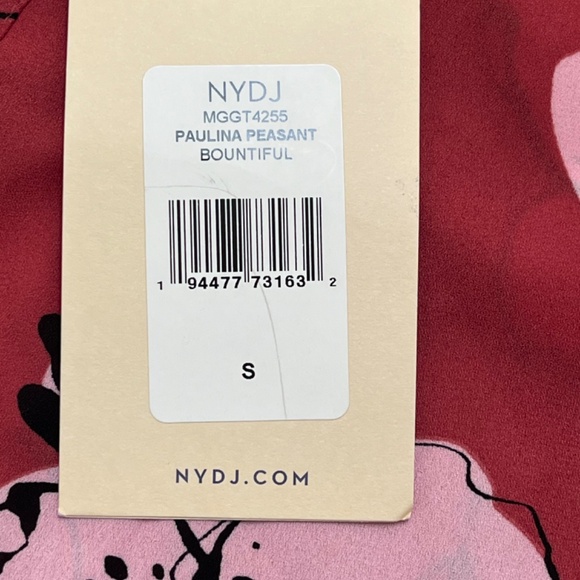 NYDJ
MGGT4255
PAULINA PEASANT
BOUNTIFUL
1 94477 73163 2
S
NYDJ.COM